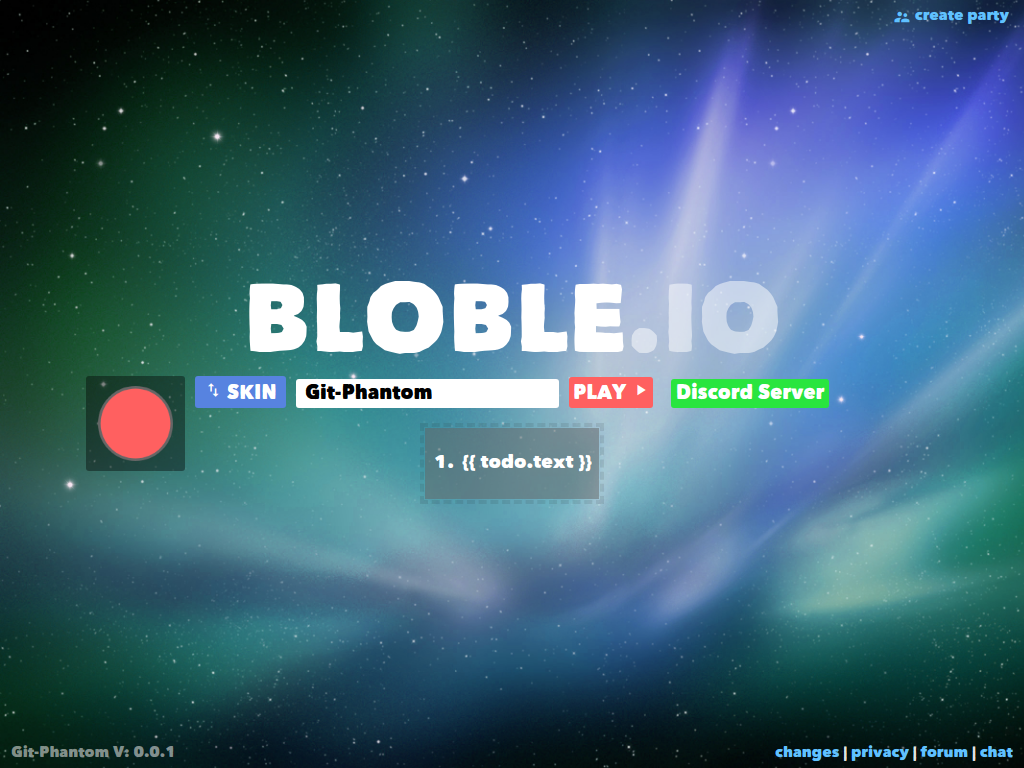 create party
BLOBLE.IO
SKIN
Git-Phantom
PLAY
Discord Server
1. {{ todo.text }}
Git-Phantom V: 0.0.1
changes | privacy | forum | chat